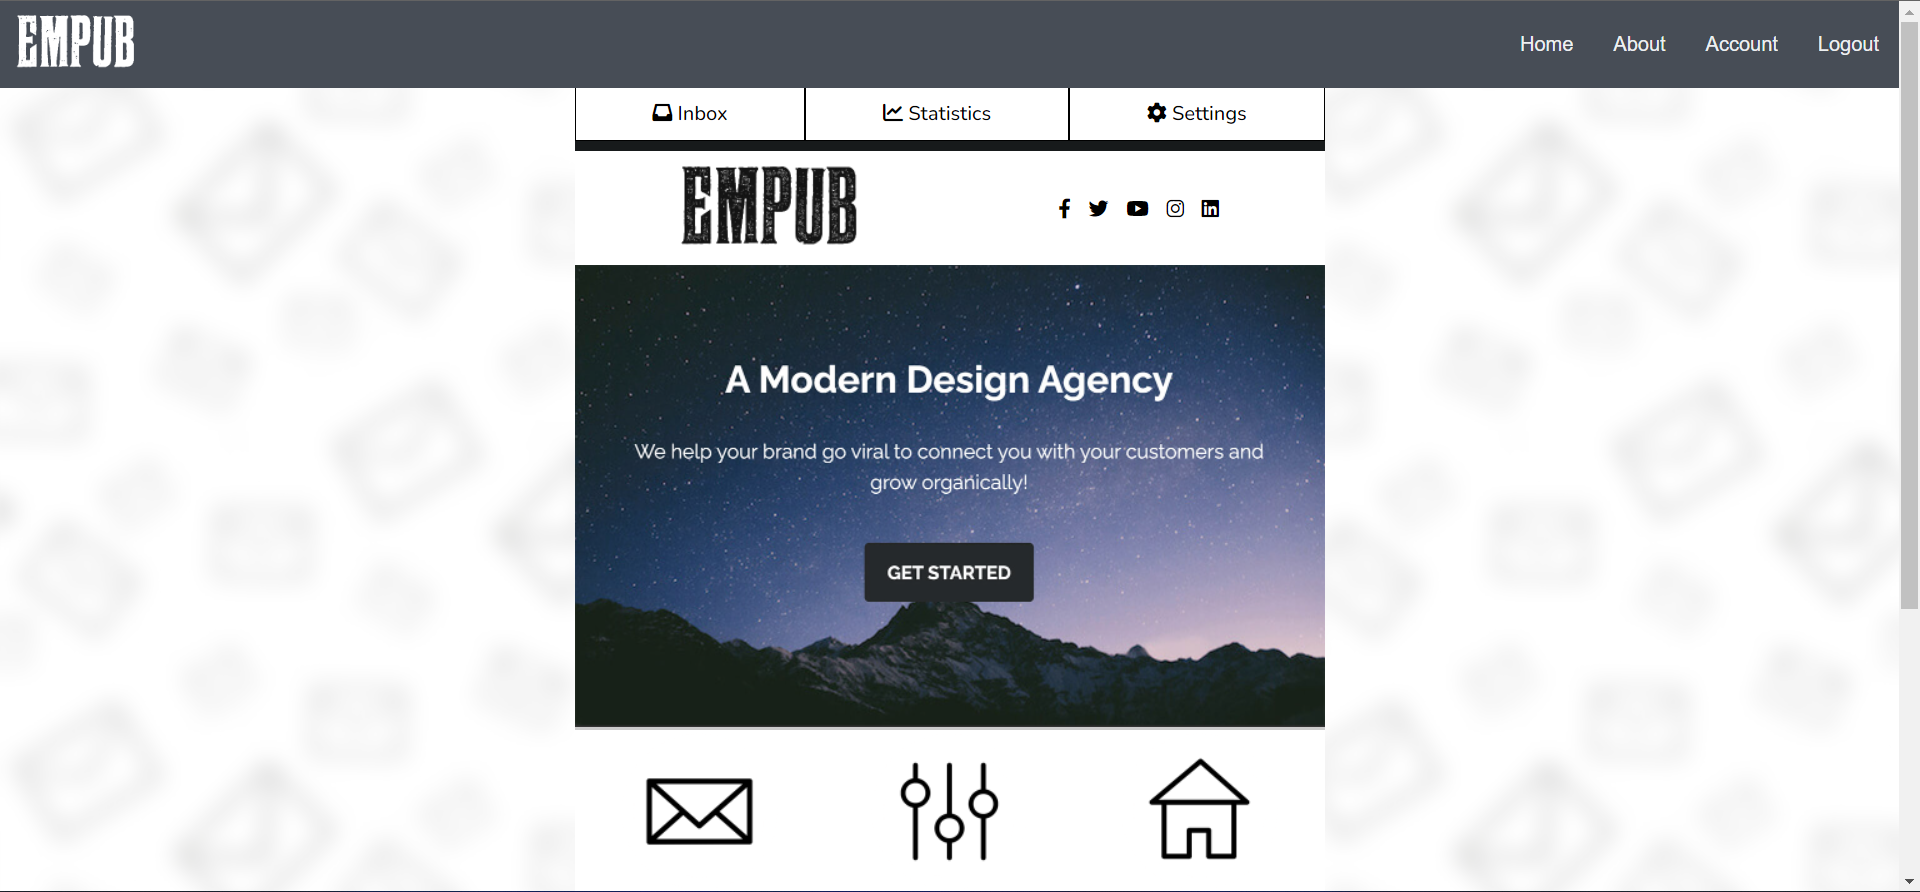 EMPUB
Home About Account Logout
Inbox Statistics Settings
EMPUB
A Modern Design Agency
We help your brand go viral to connect you with your customers and
grow organically!
GET STARTED